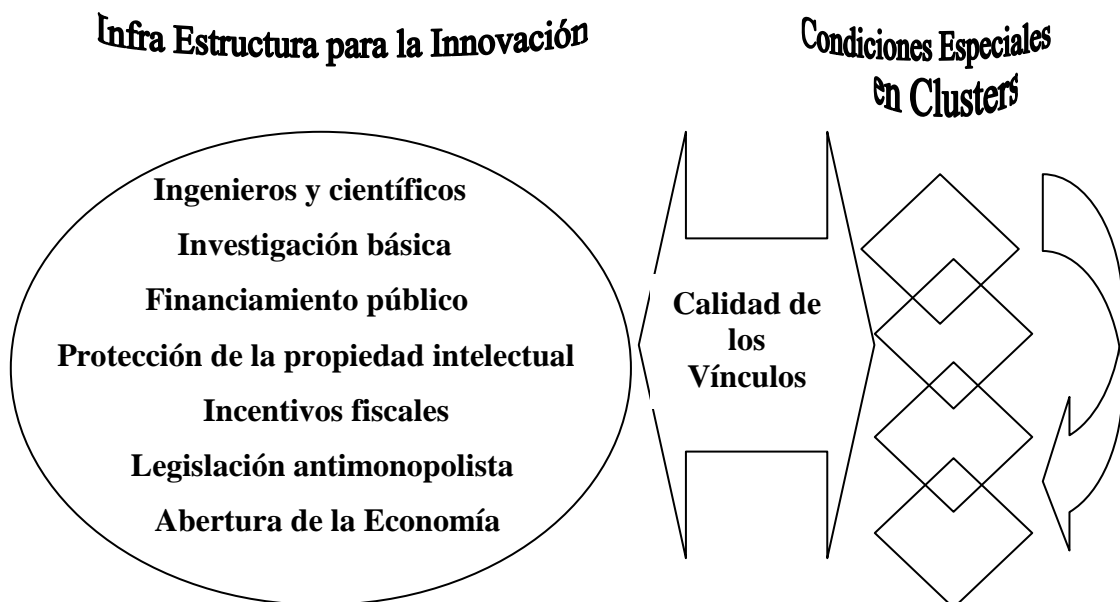 Infra Estructura para la Innovación
Condiciones Especiales
en Clusters
Ingenieros y científicos
Investigación básica
Financiamiento público
Protección de la propiedad intelectual
Incentivos fiscales
Legislación antimonopolista
Abertura de la Economía
Calidad de
los
Vínculos